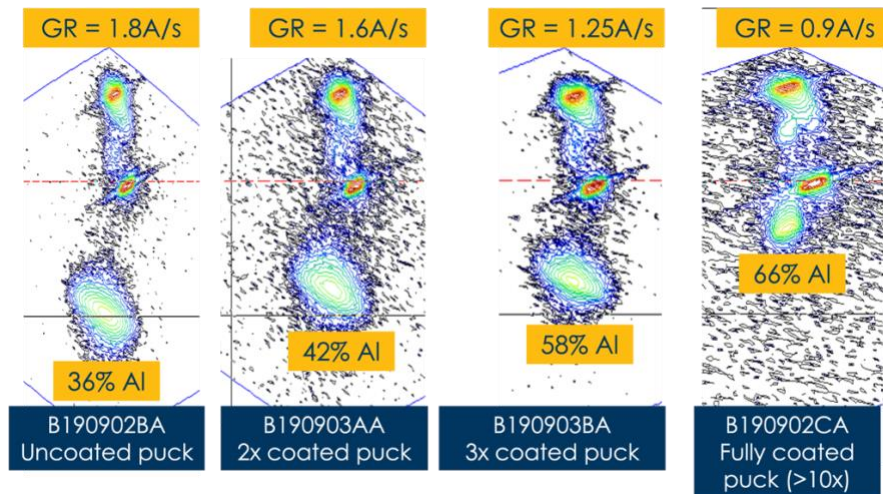 GR = 1.8A/s
GR = 1.6A/s
GR = 1.25A/s
GR = 0.9A/s
36% Al
42% Al
58% Al
66% Al
B190902BA
Uncoated puck
B190903AA
2x coated puck
B190903BA
3x coated puck
B190902CA
Fully coated
puck (>10x)